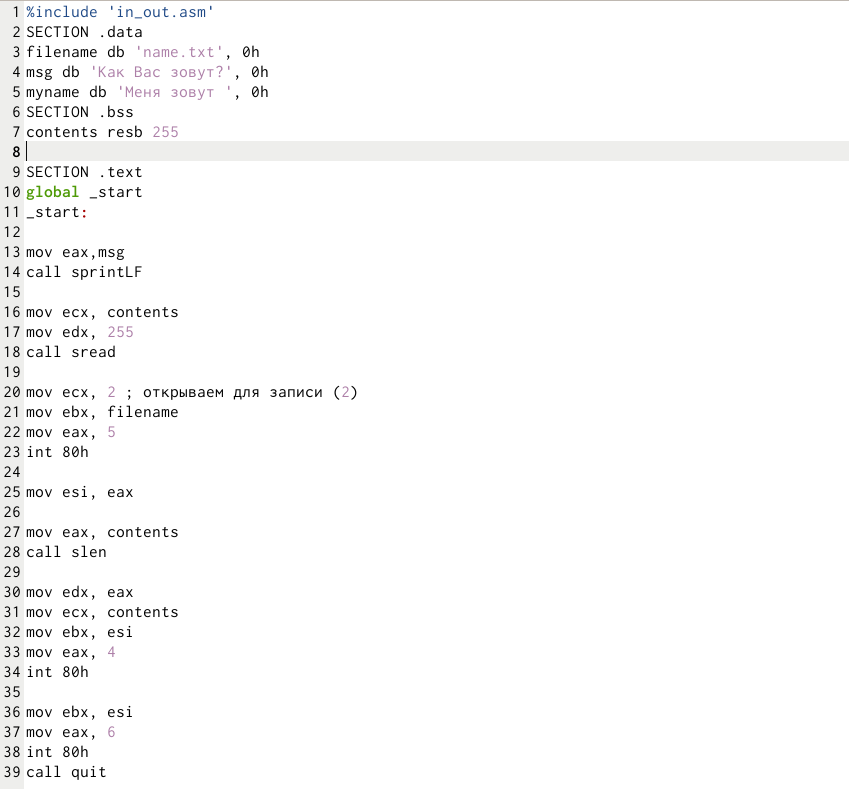 1 %include 'in_out.asm'
2 SECTION .data
3 filename db 'name.txt', 0h
4 msg db 'Как Вас зовут?', 0h
5 myname db 'Меня зовут ', 0h
6 SECTION .bss
7 contents resb 255
8
9 SECTION .text
10 global _start
11 _start:
12
13 mov eax,msg
14 call sprintLF
15
16 mov ecx, contents
17 mov edx, 255
18 call sread
19
20 mov ecx, 2 ; открываем для записи (2)
21 mov ebx, filename
22 mov eax, 5
23 int 80h
24
25 mov esi, eax
26
27 mov eax, contents
28 call slen
29
30 mov edx, eax
31 mov ecx, contents
32 mov ebx, esi
33 mov eax, 4
34 int 80h
35
36 mov ebx, esi
37 mov eax, 6
38 int 80h
39 call quit